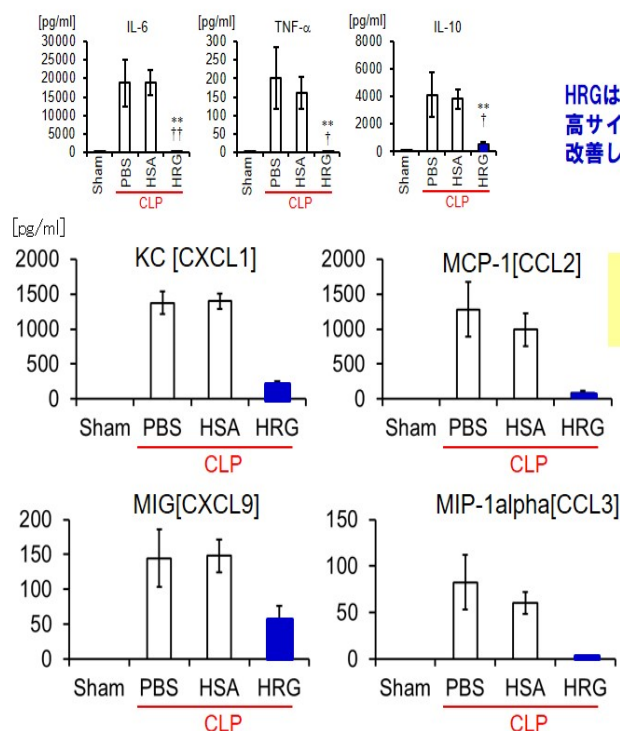 [pg/ml] IL-6
30000
25000
20000
15000
10000
5000
0
**
††
Sham PBS HSA HRG
CLP
[pg/ml] TNF-α
300
250
200
150
100
50
0
**
†
Sham PBS HSA HRG
CLP
[pg/ml] IL-10
8000
6000
4000
2000
0
**
†
Sham PBS HSA HRG
CLP
HRGは
高サイ
改善し
[pg/ml]
KC [CXCL1]
2000
1500
1000
500
0
Sham PBS HSA HRG
CLP
MCP-1[CCL2]
2000
1500
1000
500
0
Sham PBS HSA HRG
CLP
MIG[CXCL9]
200
150
100
50
0
Sham PBS HSA HRG
CLP
MIP-1alpha[CCL3]
150
100
50
0
Sham PBS HSA HRG
CLP